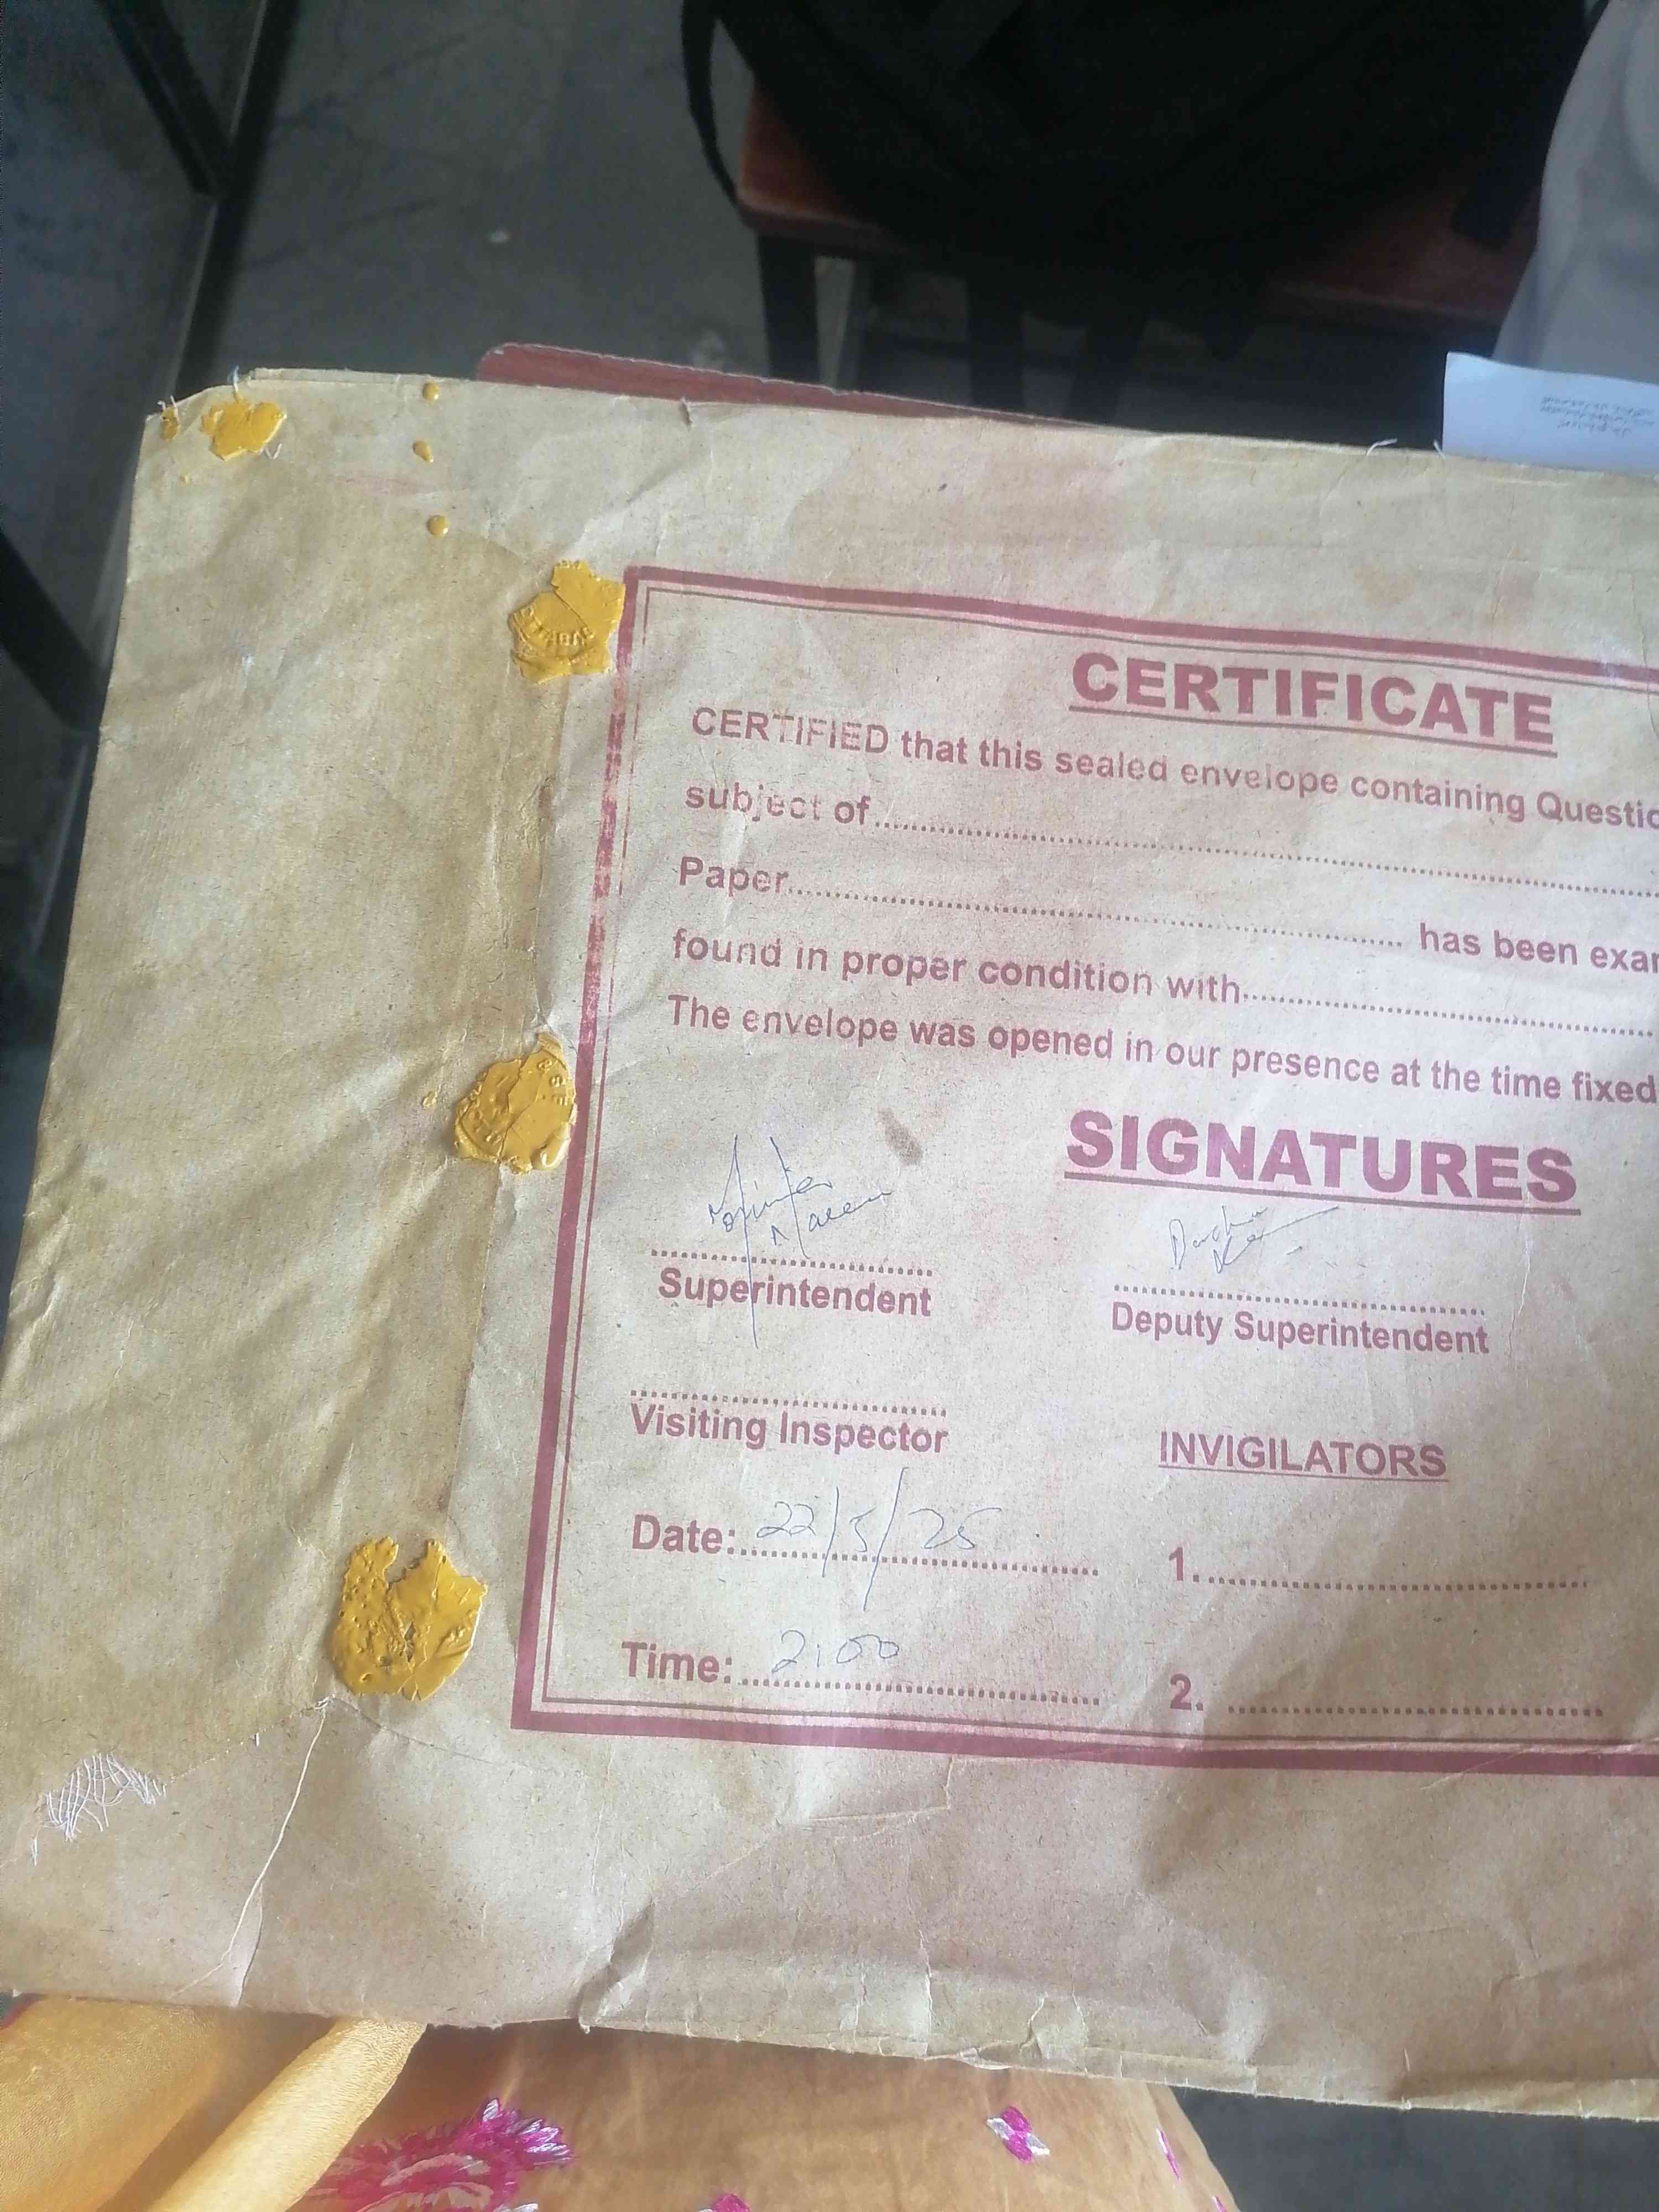 CERTIFICATE
CERTIFIED that this sealed envelope containing Questio
subject of
Paper has been exam
found in proper condition with
The envelope was opened in our presence at the time fixed
SIGNATURES
Superintendent
Deputy Superintendent
Visiting Inspector
INVIGILATORS
Date: 22/5/25
1.
Time: 2:00
2.